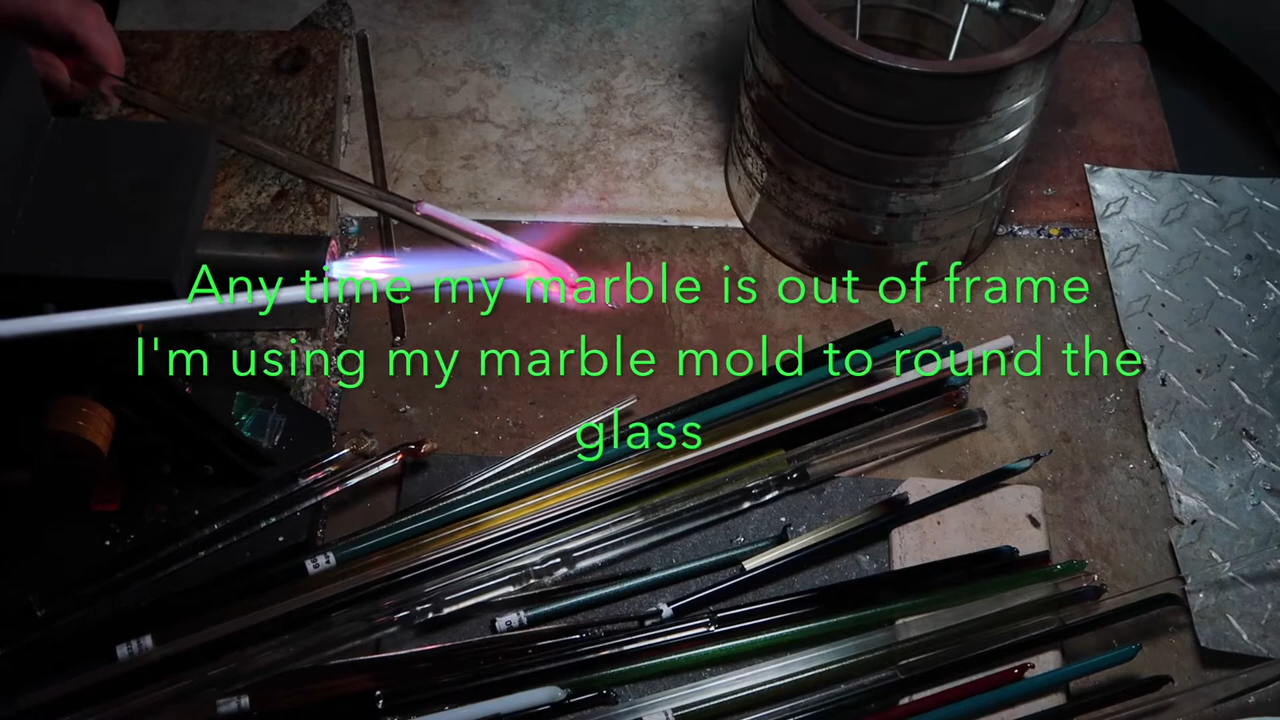 Any time my marble is out of frame
I'm using my marble mold to round the
glass